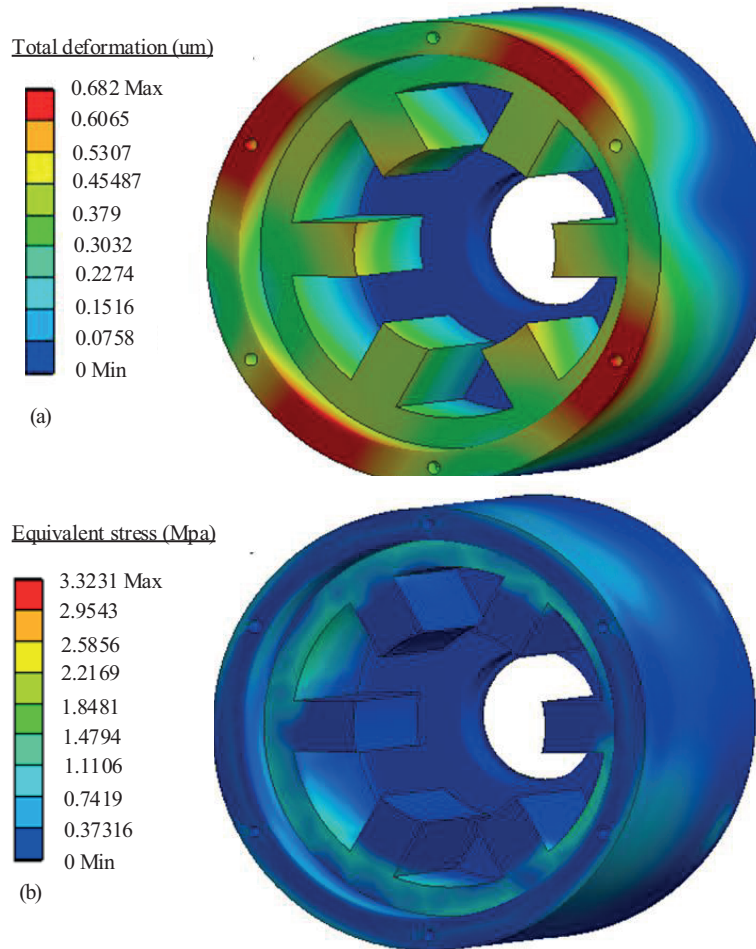 Total deformation (um)
0.682 Max
0.6065
0.5307
0.45487
0.379
0.3032
0.2274
0.1516
0.0758
0 Min
(a)
Equivalent stress (Mpa)
3.3231 Max
2.9543
2.5856
2.2169
1.8481
1.4794
1.1106
0.7419
0.37316
0 Min
(b)